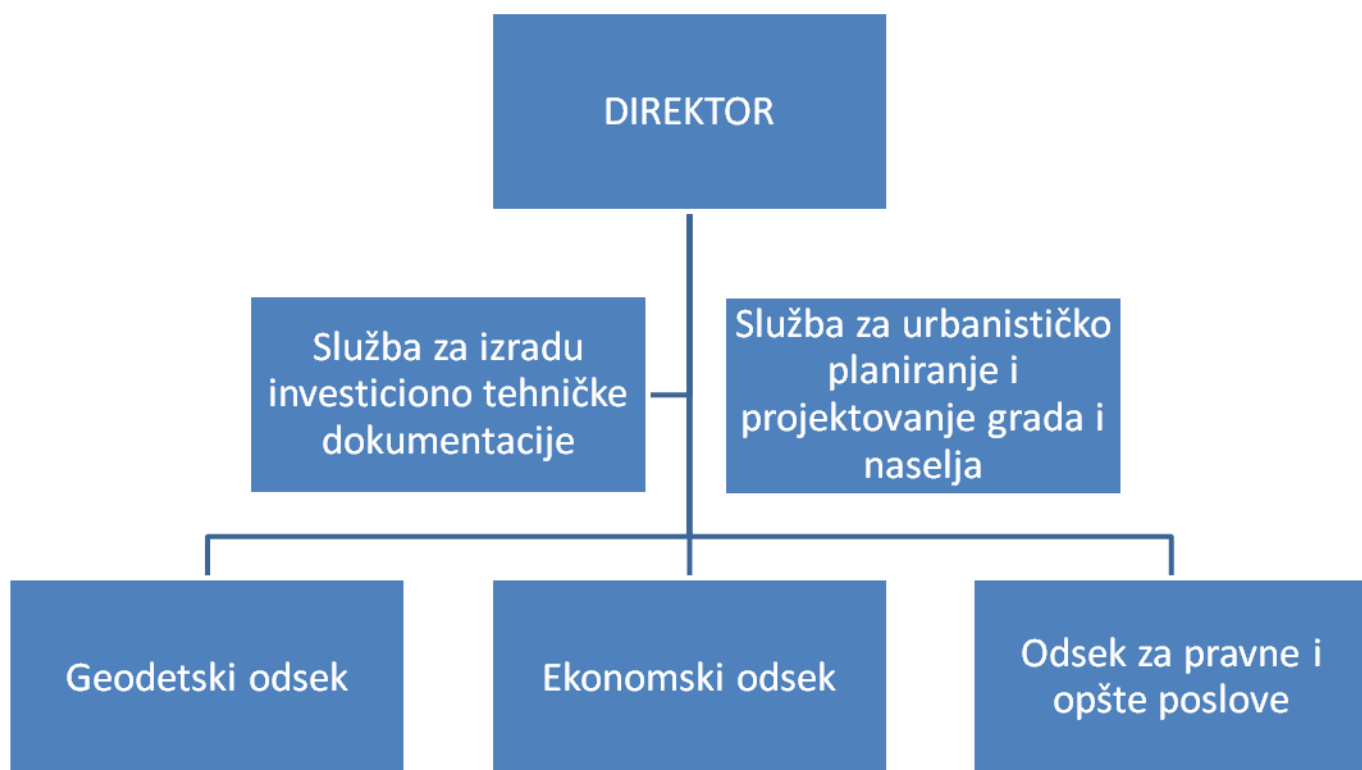 DIREKTOR
Služba za izradu
investiciono tehničke
dokumentacije
Služba za urbanističko
planiranje i
projektovanje grada i
naselja
Geodetski odsek
Ekonomski odsek
Odsek za pravne i
opšte poslove